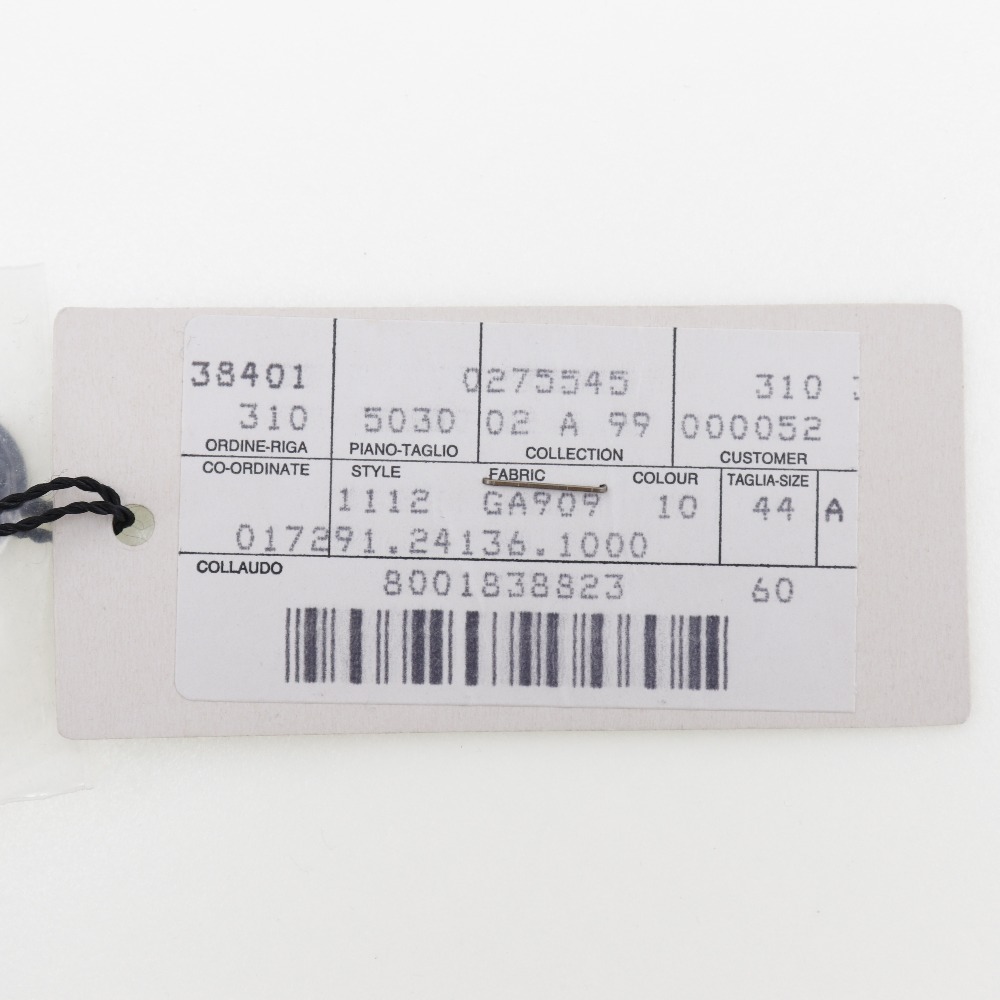 38401 0275545 310
310 5030 02 A 99 000052
ORDINE-RIGA PIANO-TAGLIO COLLECTION CUSTOMER
CO-ORDINATE STYLE FABRIC COLOUR TAGLIA-SIZE
1112 GA909 10 44 A
017291.24136.1000
COLLAUDO 8001838823 60